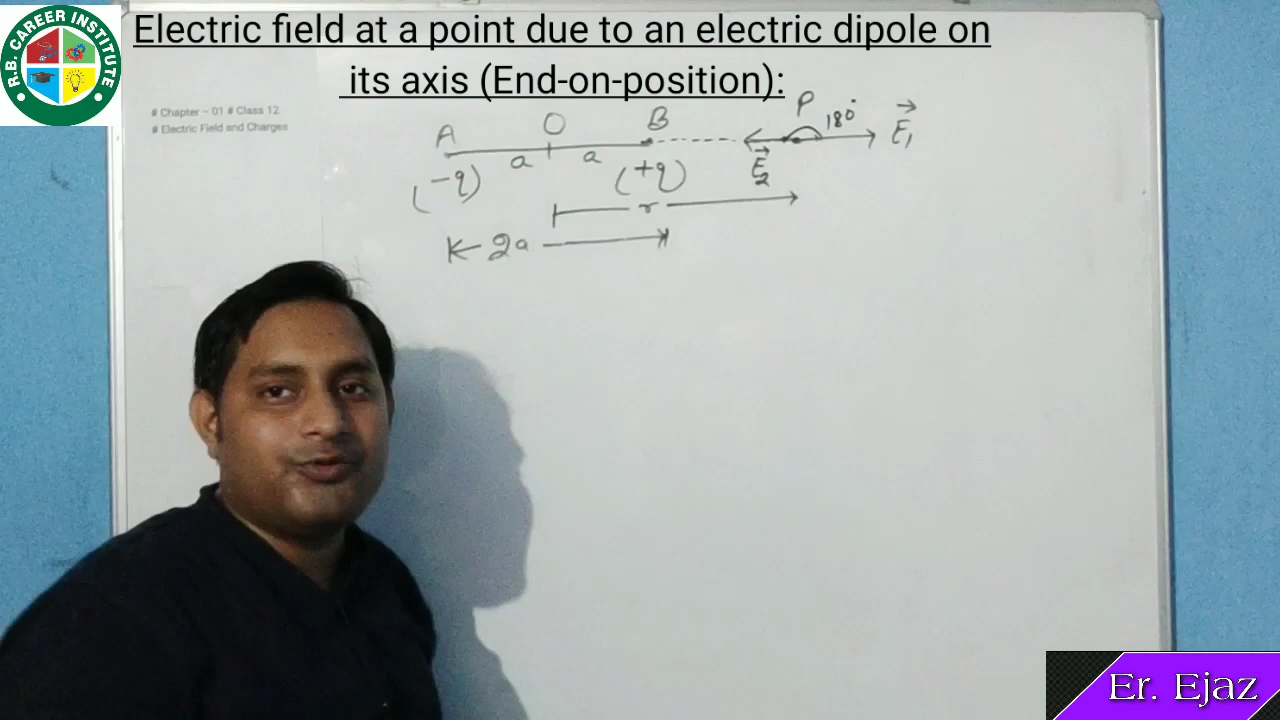 R.B. CAREER INSTITUTE
Electric field at a point due to an electric dipole on
its axis (End-on-position):
# Chapter – 01 # Class 12
# Electric Field and Charges
A O B P 180° E₁
a a E₂
(-q) (+q)
r
2a
Er. Ejaz